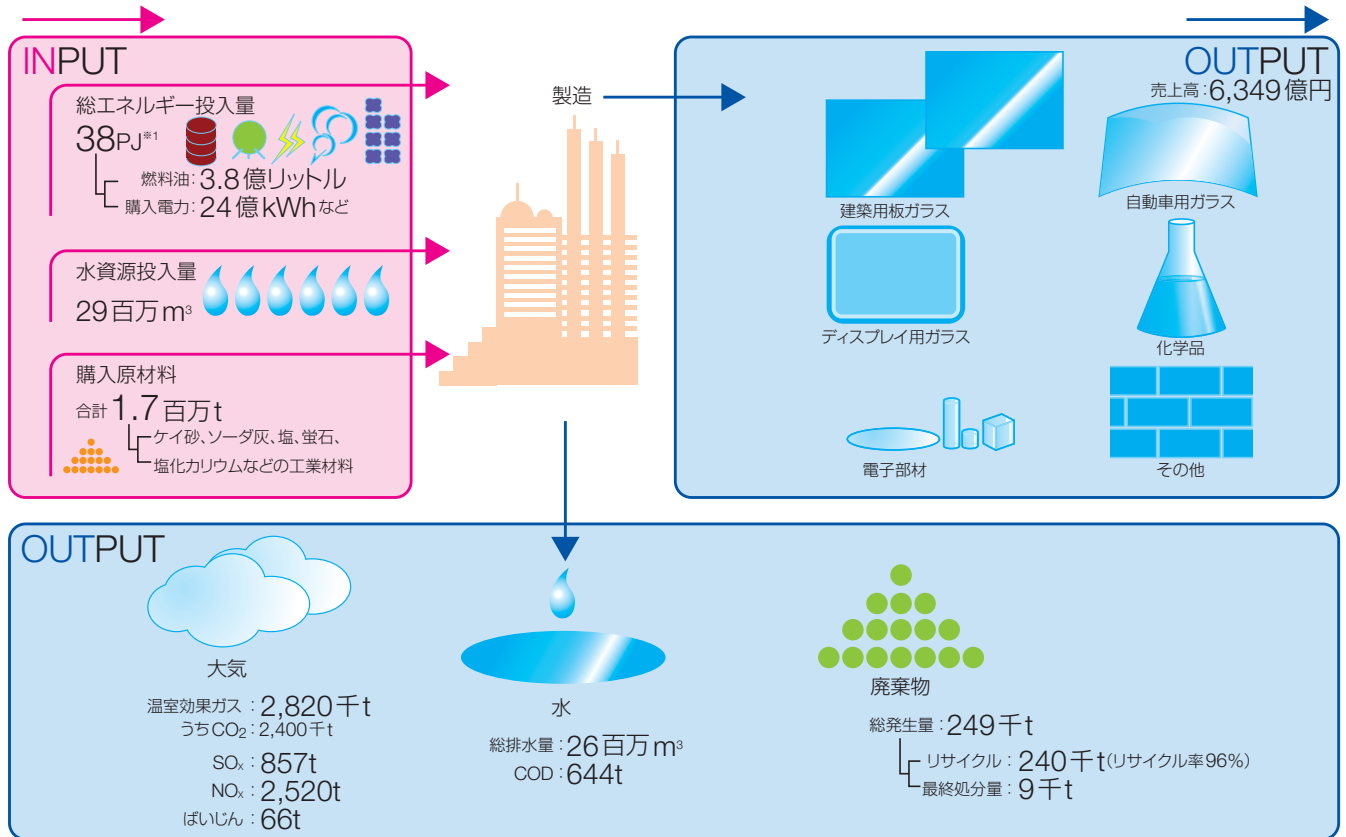 INPUT
総エネルギー投入量
38PJ※1
燃料油：3.8億リットル
購入電力：24億kWhなど
水資源投入量
29百万m³
購入原材料
合計1.7百万t
ケイ砂、ソーダ灰、塩、蛍石、
塩化カリウムなどの工業材料
製造
OUTPUT
売上高：6,349億円
建築用板ガラス
自動車用ガラス
ディスプレイ用ガラス
化学品
電子部材
その他
OUTPUT
大気
温室効果ガス：2,820千t
うちCO₂：2,400千t
SOx：857t
NOx：2,520t
ばいじん：66t
水
総排水量：26百万m³
COD：644t
廃棄物
総発生量：249千t
リサイクル：240千t(リサイクル率96%)
最終処分量：9千t